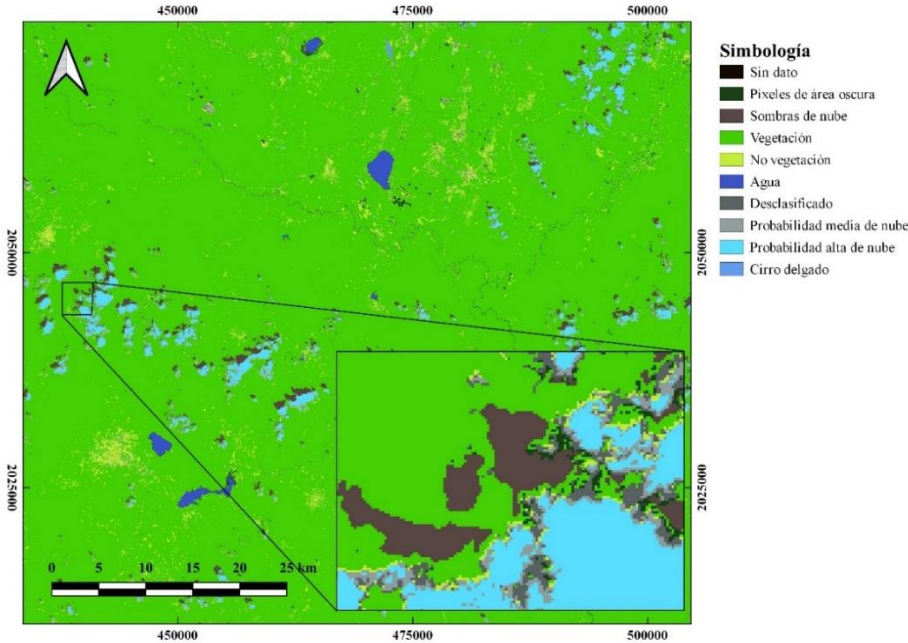 450000 475000 500000
Simbología
Sin dato
Pixeles de área oscura
Sombras de nube
Vegetación
No vegetación
Agua
Desclasificado
Probabilidad media de nube
Probabilidad alta de nube
Cirro delgado
2050000 2050000
2025000 2025000
0 5 10 15 20 25 km
450000 475000 500000